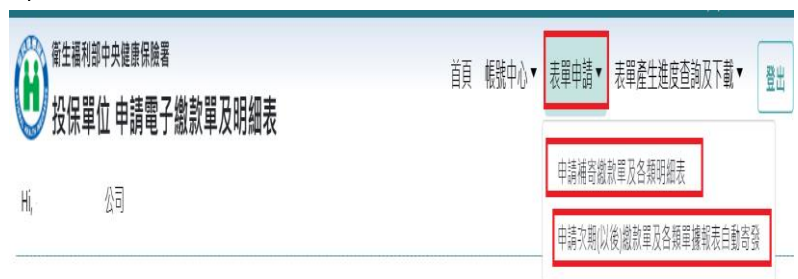 衛生福利部中央健康保險署
投保單位 申請電子繳款單及明細表
首頁 帳號中心▼ 表單申請▼ 表單產生進度查詢及下載▼ 登出
申請補寄繳款單及各類明細表
申請次期(以後)繳款單及各類單據報表自動寄發
Hi, 公司